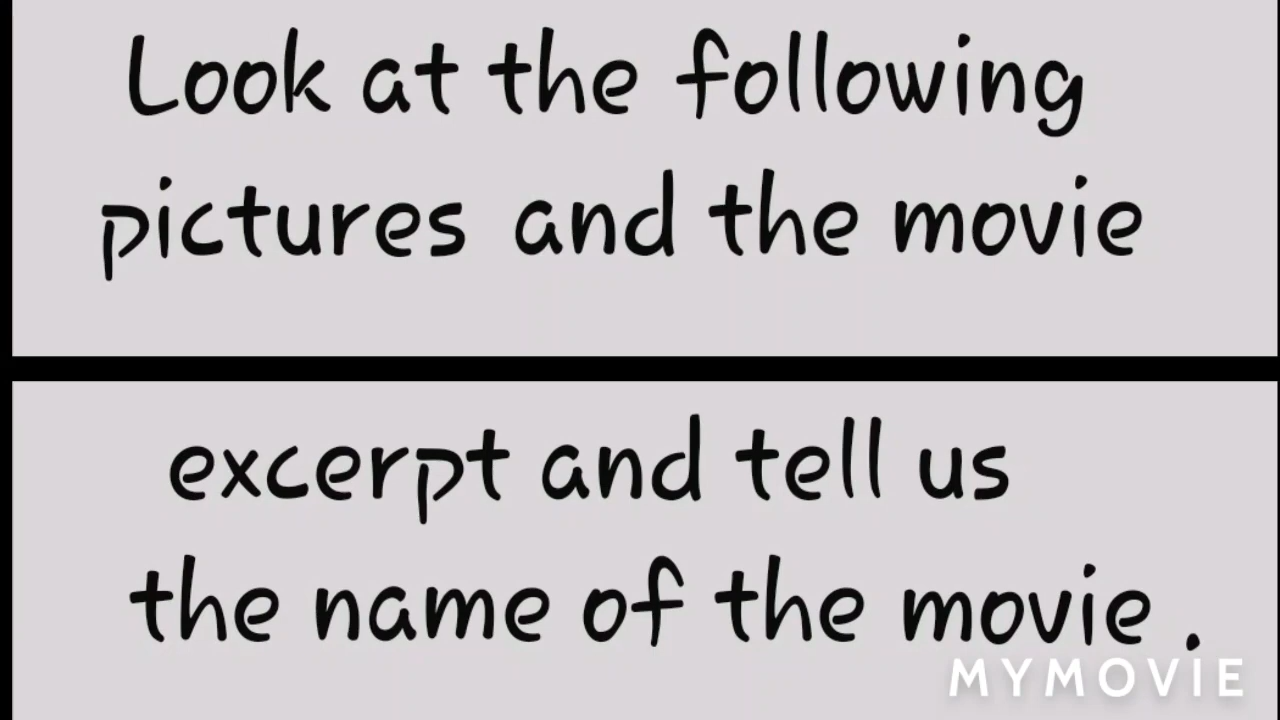 Look at the following
pictures and the movie
excerpt and tell us
the name of the movie .
MYMOVIE